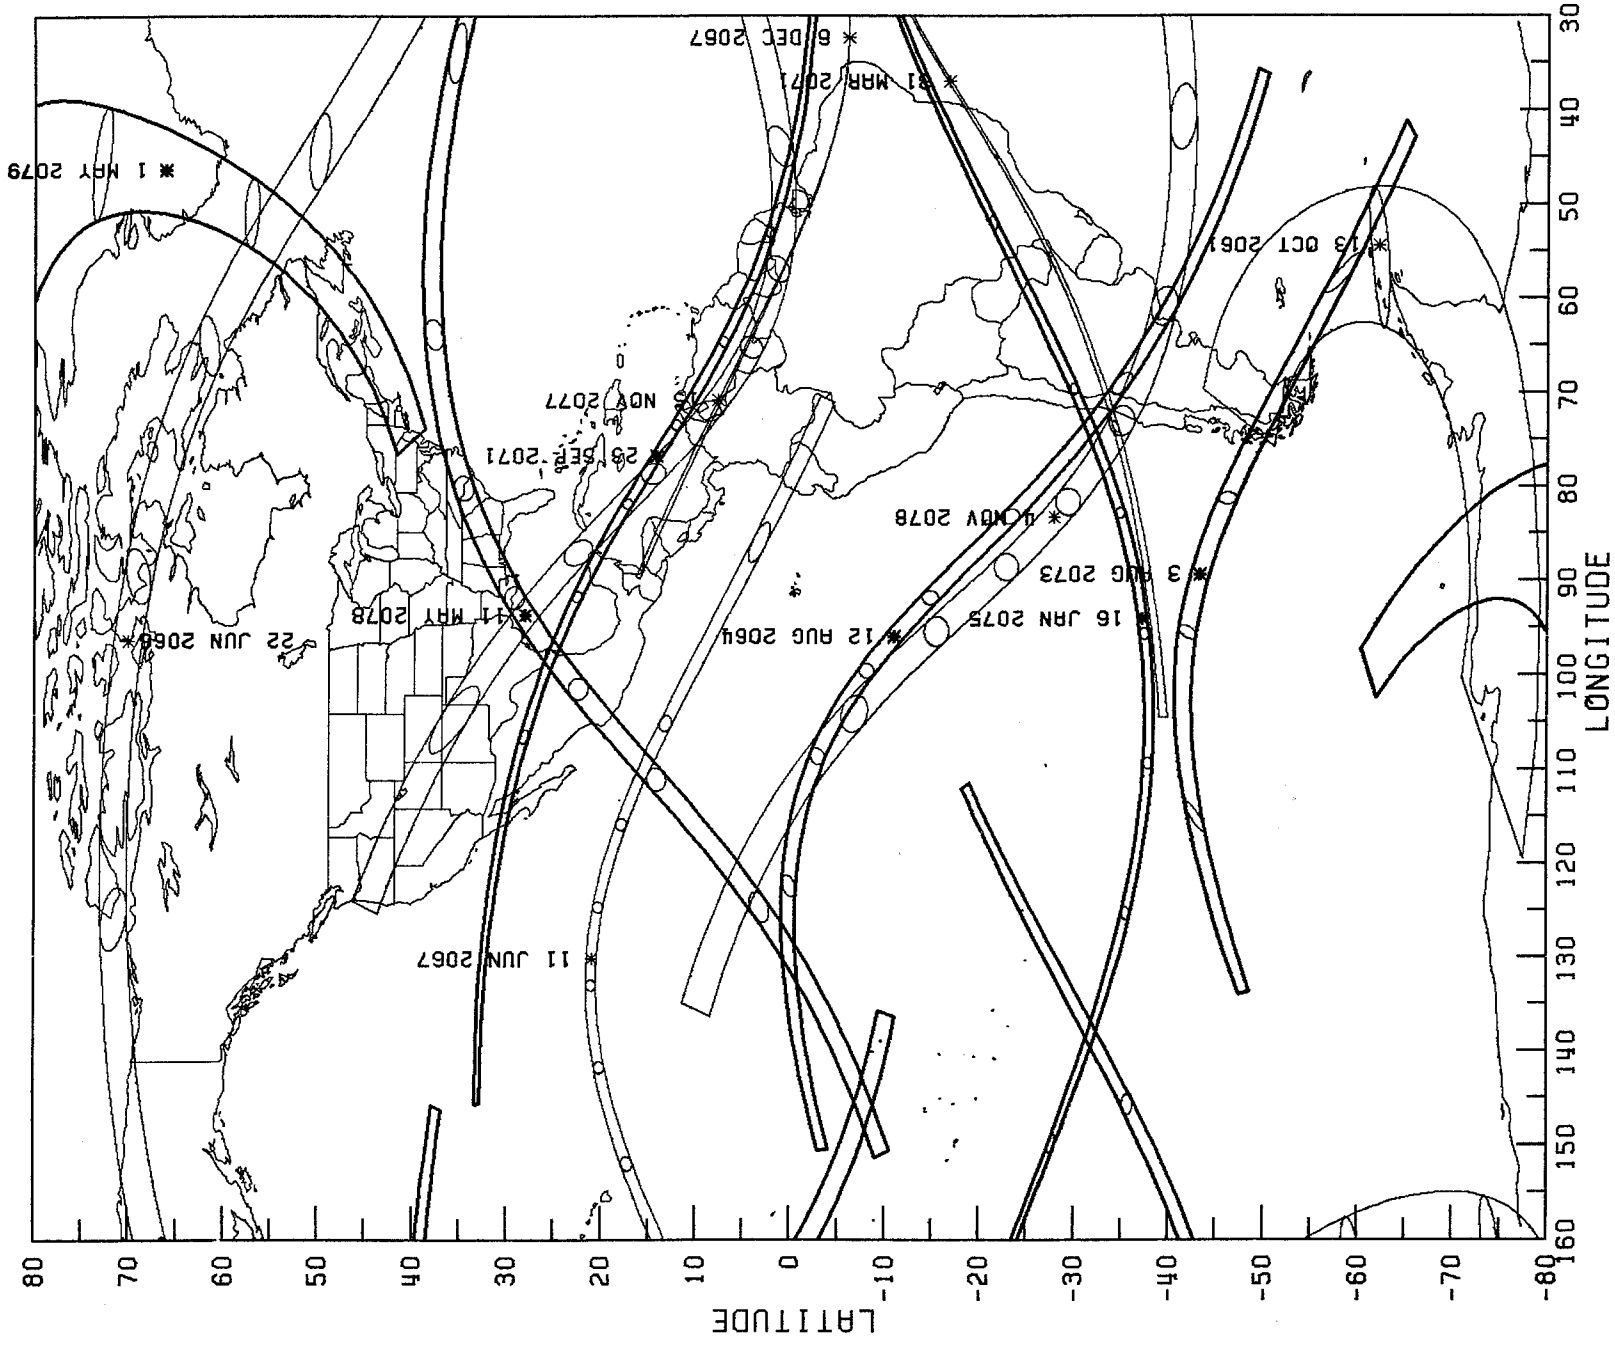 1 MAY 2079
6 DEC 2067
31 MAR 2071
13 OCT 2061
15 NOV 2077
23 SEP 2071
4 NOV 2078
3 AUG 2073
16 JAN 2075
12 AUG 2064
11 MAY 2078
22 JUN 2066
11 JUN 2067
80 70 60 50 40 30 20 10 0 -10 -20 -30 -40 -50 -60 -70 -80
LATITUDE
160 150 140 130 120 110 100 90 80 70 60 50 40 30
LONGITUDE